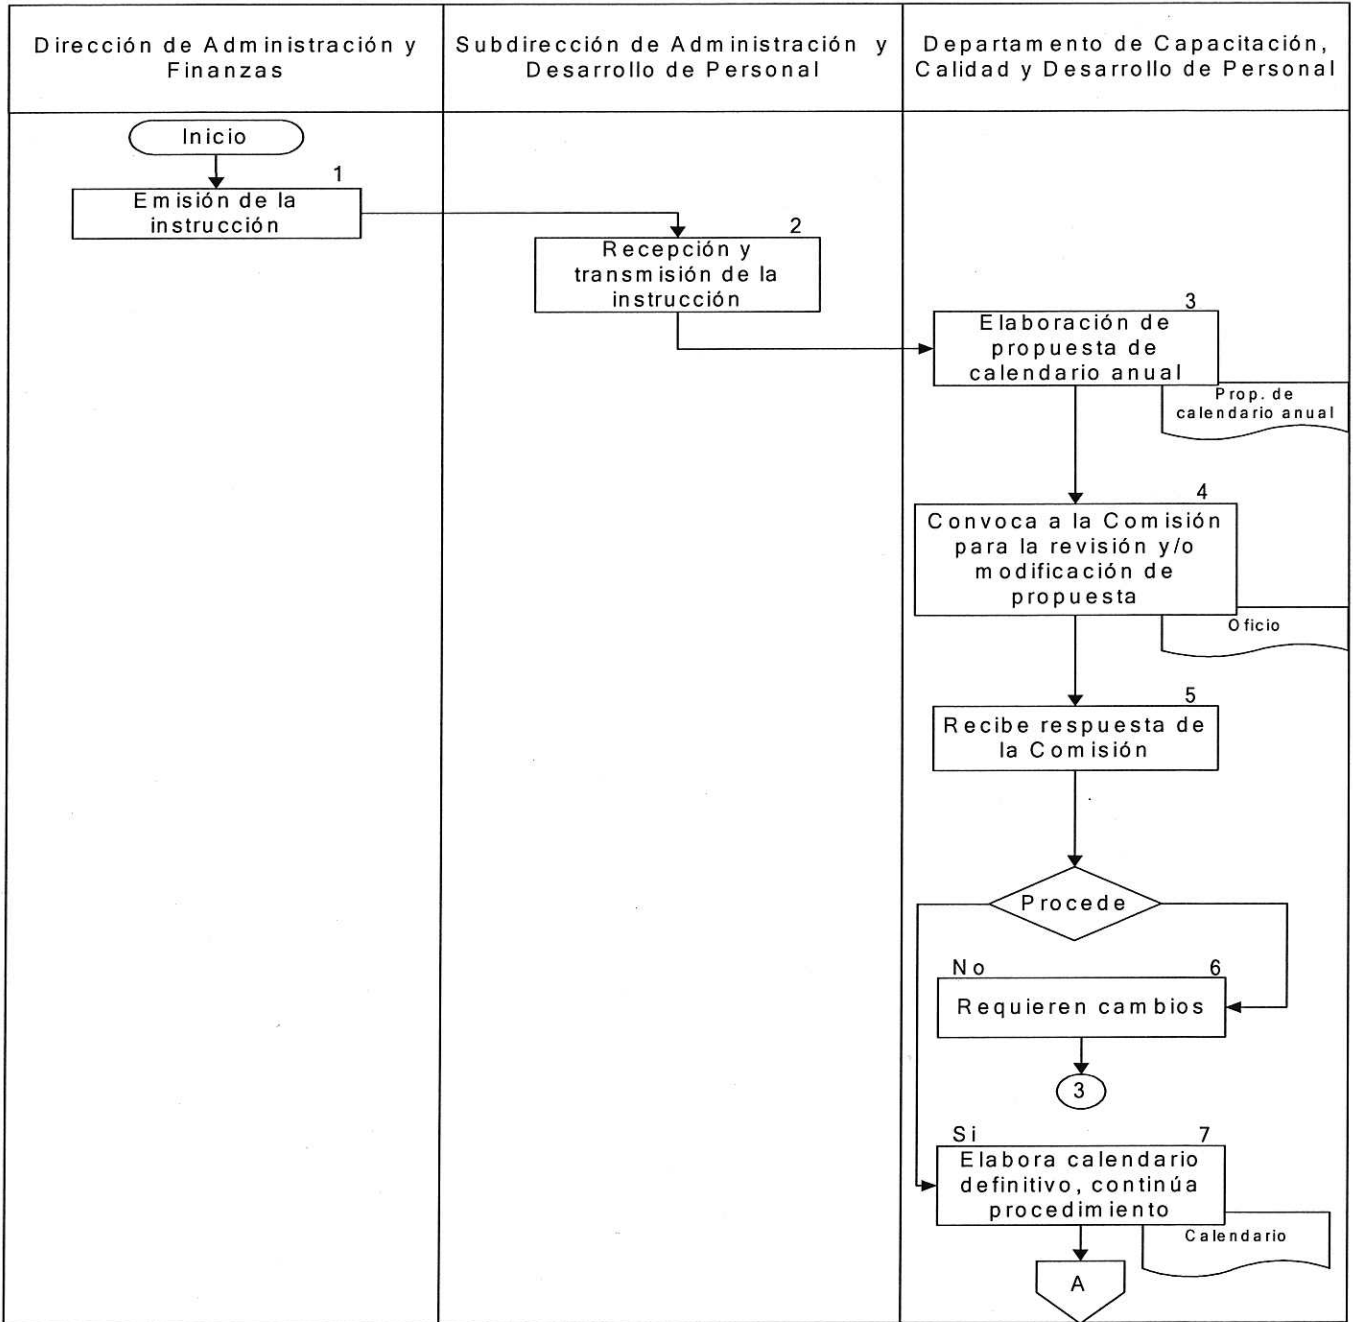 Dirección de Administración y
Finanzas
Subdirección de Administración y
Desarrollo de Personal
Departamento de Capacitación,
Calidad y Desarrollo de Personal
Inicio
1
Emisión de la
instrucción
2
Recepción y
transmisión de la
instrucción
3
Elaboración de
propuesta de
calendario anual
Prop. de
calendario anual
4
Convoca a la Comisión
para la revisión y/o
modificación de
propuesta
Oficio
5
Recibe respuesta de
la Comisión
Procede
No
6
Requieren cambios
3
Si
7
Elabora calendario
definitivo, continúa
procedimiento
Calendario
A